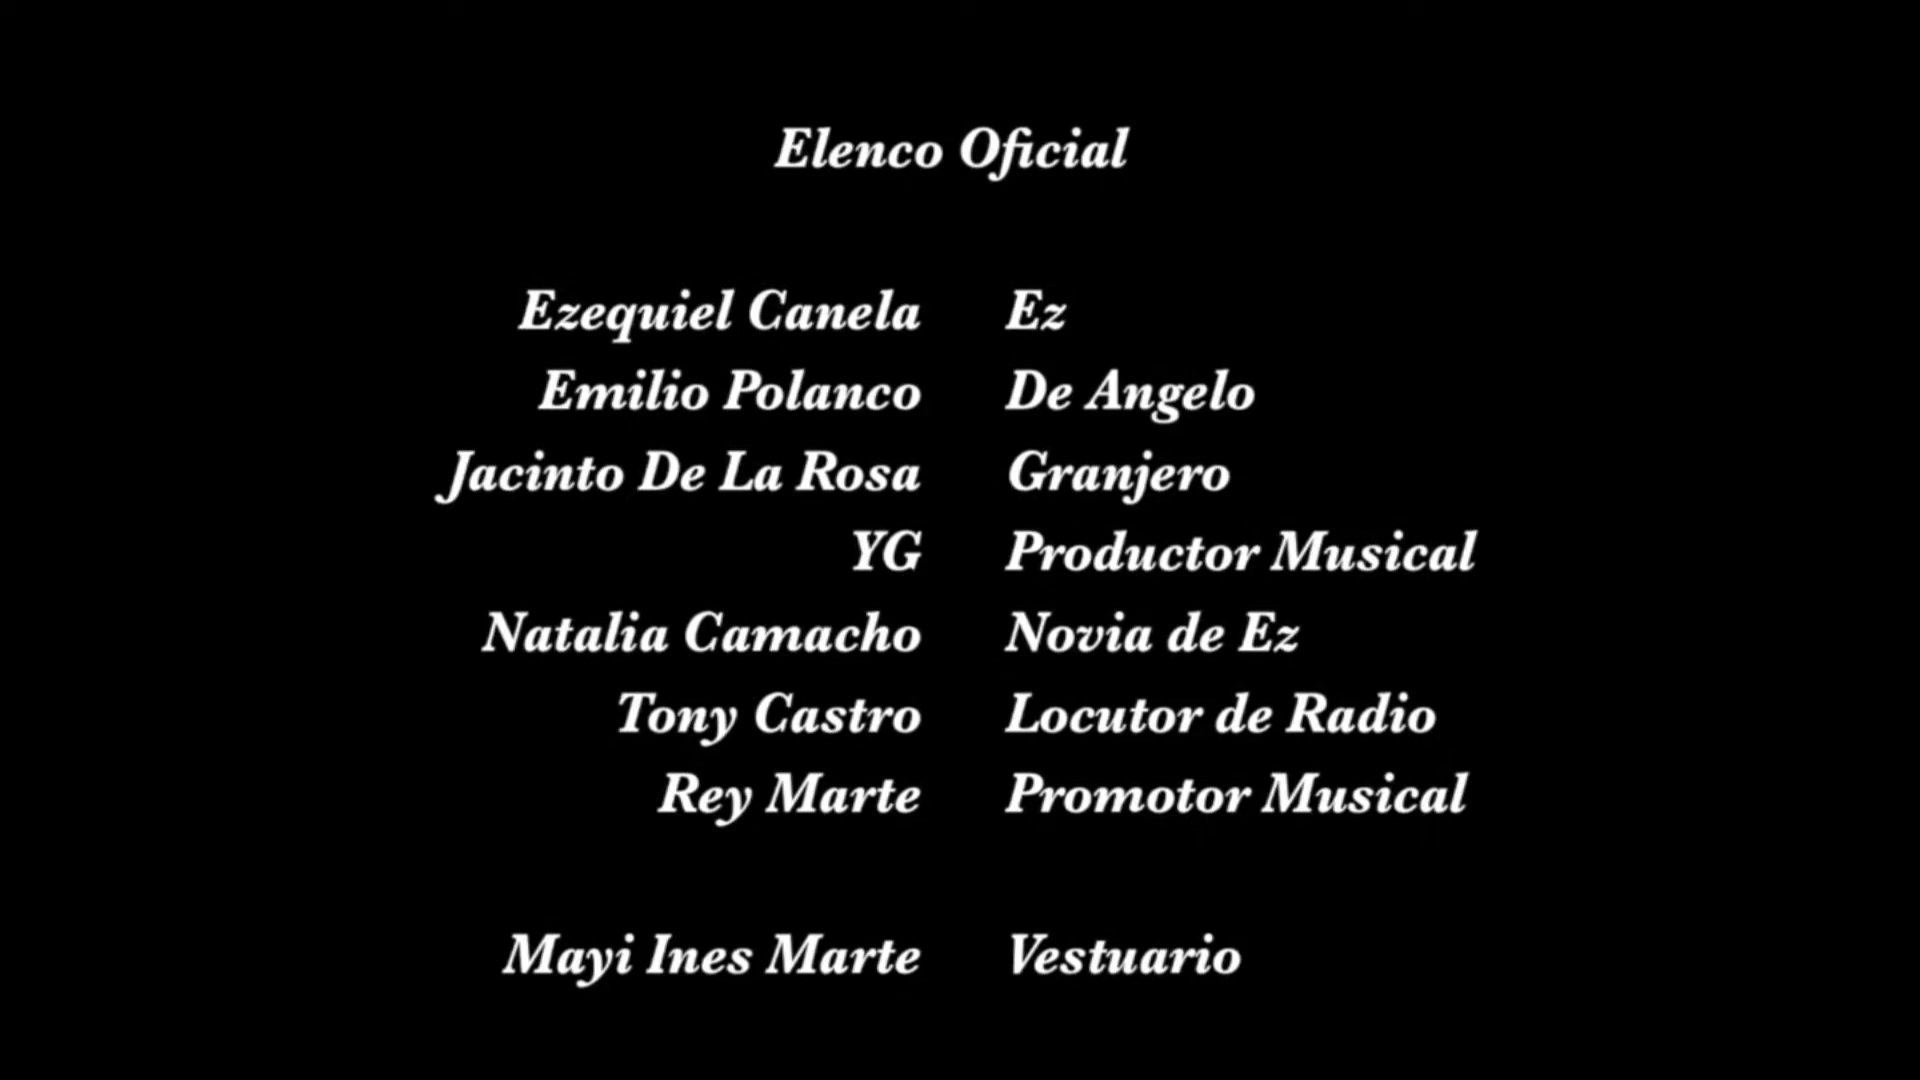 Elenco Oficial
Ezequiel Canela Ez
Emilio Polanco De Angelo
Jacinto De La Rosa Granjero
YG Productor Musical
Natalia Camacho Novia de Ez
Tony Castro Locutor de Radio
Rey Marte Promotor Musical
Mayi Ines Marte Vestuario